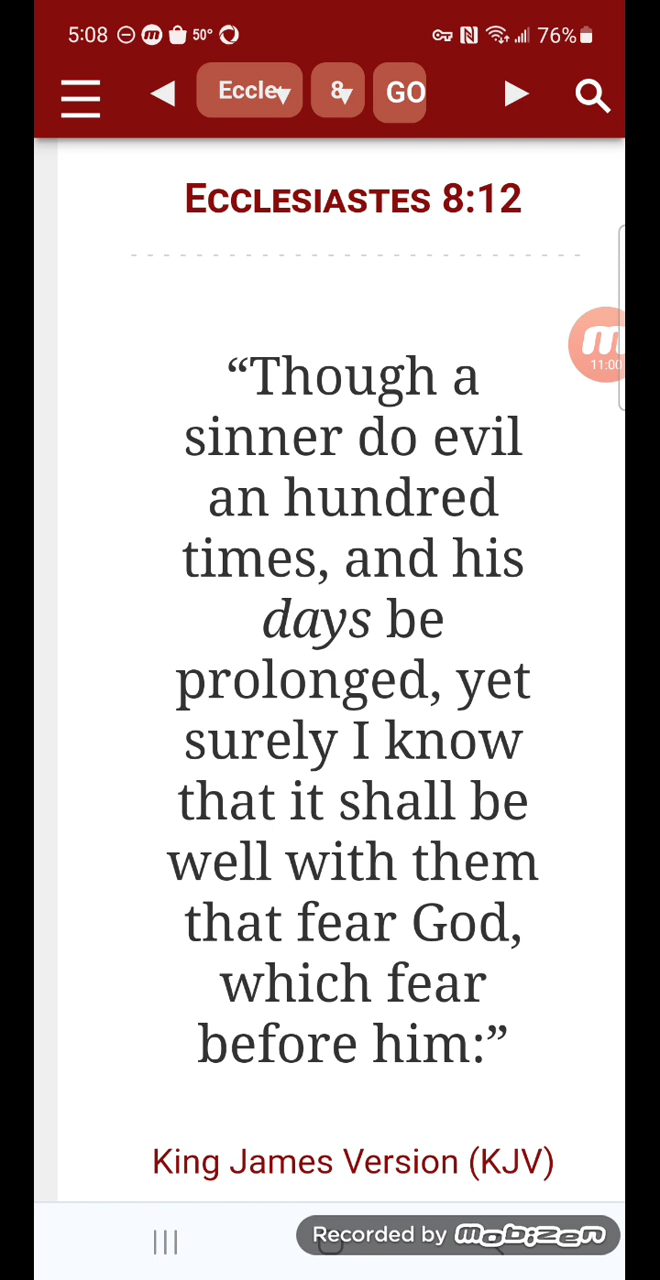 5:08 50° 76%
Eccle 8 GO
ECCLESIASTES 8:12
“Though a
sinner do evil
an hundred
times, and his
days be
prolonged, yet
surely I know
that it shall be
well with them
that fear God,
which fear
before him:”
m
11:00
King James Version (KJV)
Recorded by mobizen